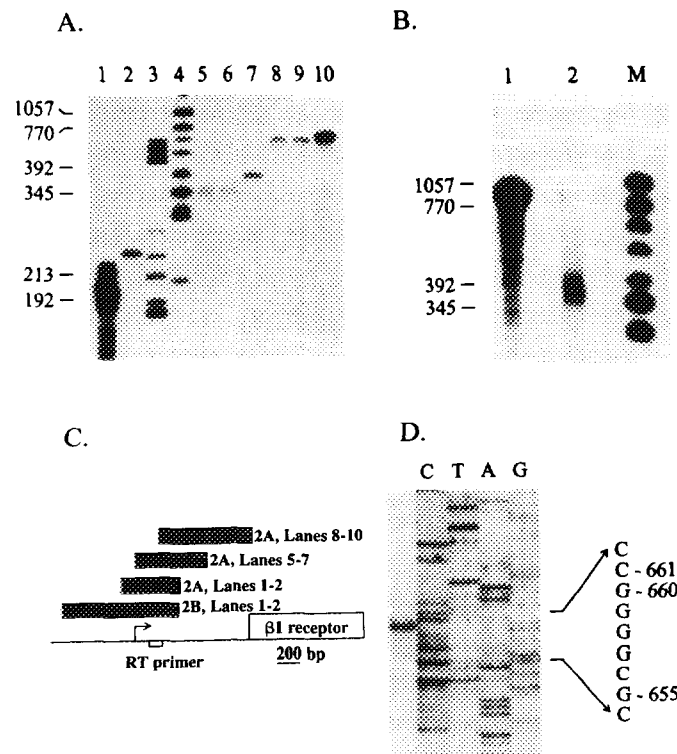 A.
1 2 3 4 5 6 7 8 9 10
1057
770
392
345
213
192
B.
1 2 M
1057
770
392
345
C.
2A, Lanes 8-10
2A, Lanes 5-7
2A, Lanes 1-2
2B, Lanes 1-2
β1 receptor
RT primer
200 bp
D.
C T A G
C
C - 661
G - 660
G
G
G
C
G - 655
C